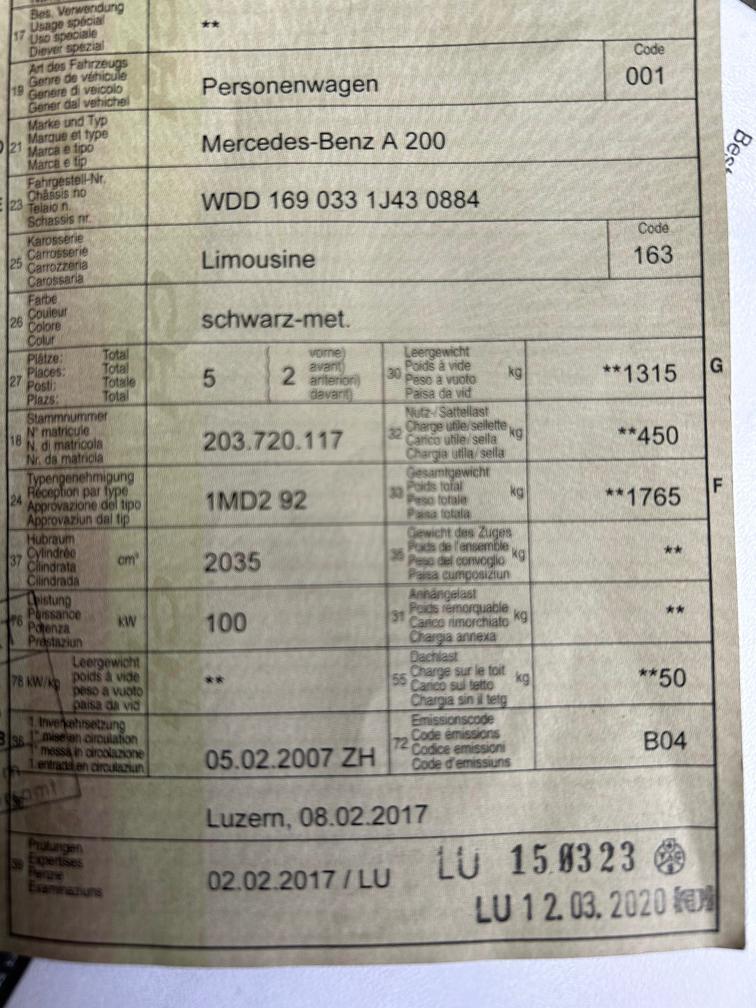 17 Bes. Verwendung
Usage spécial
Uso speciale
Diever spezial
**
19 Art des Fahrzeugs
Genre de véhicule
Genere di veicolo
Gener dal vehichel
Personenwagen
Code
001
21 Marke und Typ
Marque et type
Marca e tipo
Marca e tip
Mercedes-Benz A 200
23 Fahrgestell-Nr.
Châssis no
Telaio n.
Schassis nr.
WDD 169 033 1J43 0884
25 Karosserie
Carrosserie
Carrozzeria
Carossaria
Limousine
Code
163
26 Farbe
Couleur
Colore
Colur
schwarz-met.
27 Plätze: Total
Places: Total
Posti: Totale
Plazs: Total
5
2
vorne)
avant)
anteriori)
davant)
30 Leergewicht
Poids à vide
Peso a vuoto
Paisa da vid
kg
**1315
G
18 Stammnummer
N° matricule
N. di matricola
Nr. da matricla
203.720.117
32 Nutz-/Sattellast
Charge utile/sellette
Carico utile/sella
Chargia utila/sella
kg
**450
24 Typengenehmigung
Réception par type
Approvazione del tipo
Approvaziun dal tip
1MD2 92
33 Gesamtgewicht
Poids total
Peso totale
Paisa totala
kg
**1765
F
37 Hubraum
Cylindrée
Cilindrata
Cilindrada
cm³
2035
35 Gewicht des Zuges
Poids de l'ensemble
Peso del convoglio
Paisa cumposiziun
kg
**
76 Leistung
Puissance
Potenza
Prestaziun
kW
100
31 Anhängelast
Poids remorquable
Carico rimorchiato
Chargia annexa
kg
**
78 kW/kg
Leergewicht
poids à vide
peso a vuoto
paisa da vid
**
55 Dachlast
Charge sur le toit
Carico sul tetto
Chargia sin il tetg
kg
**50
36 1. Inverkehrsetzung
1re mise en circulation
1a messa in circolazione
1. entrada en circulaziun
05.02.2007 ZH
72 Emissionscode
Code émissions
Codice emissioni
Code d'emissiuns
B04
Luzern, 08.02.2017
39 Prüfungen
Expertises
Perizie
Examinaziuns
02.02.2017 / LU
LU 15.0323
LU 12.03.2020
Best